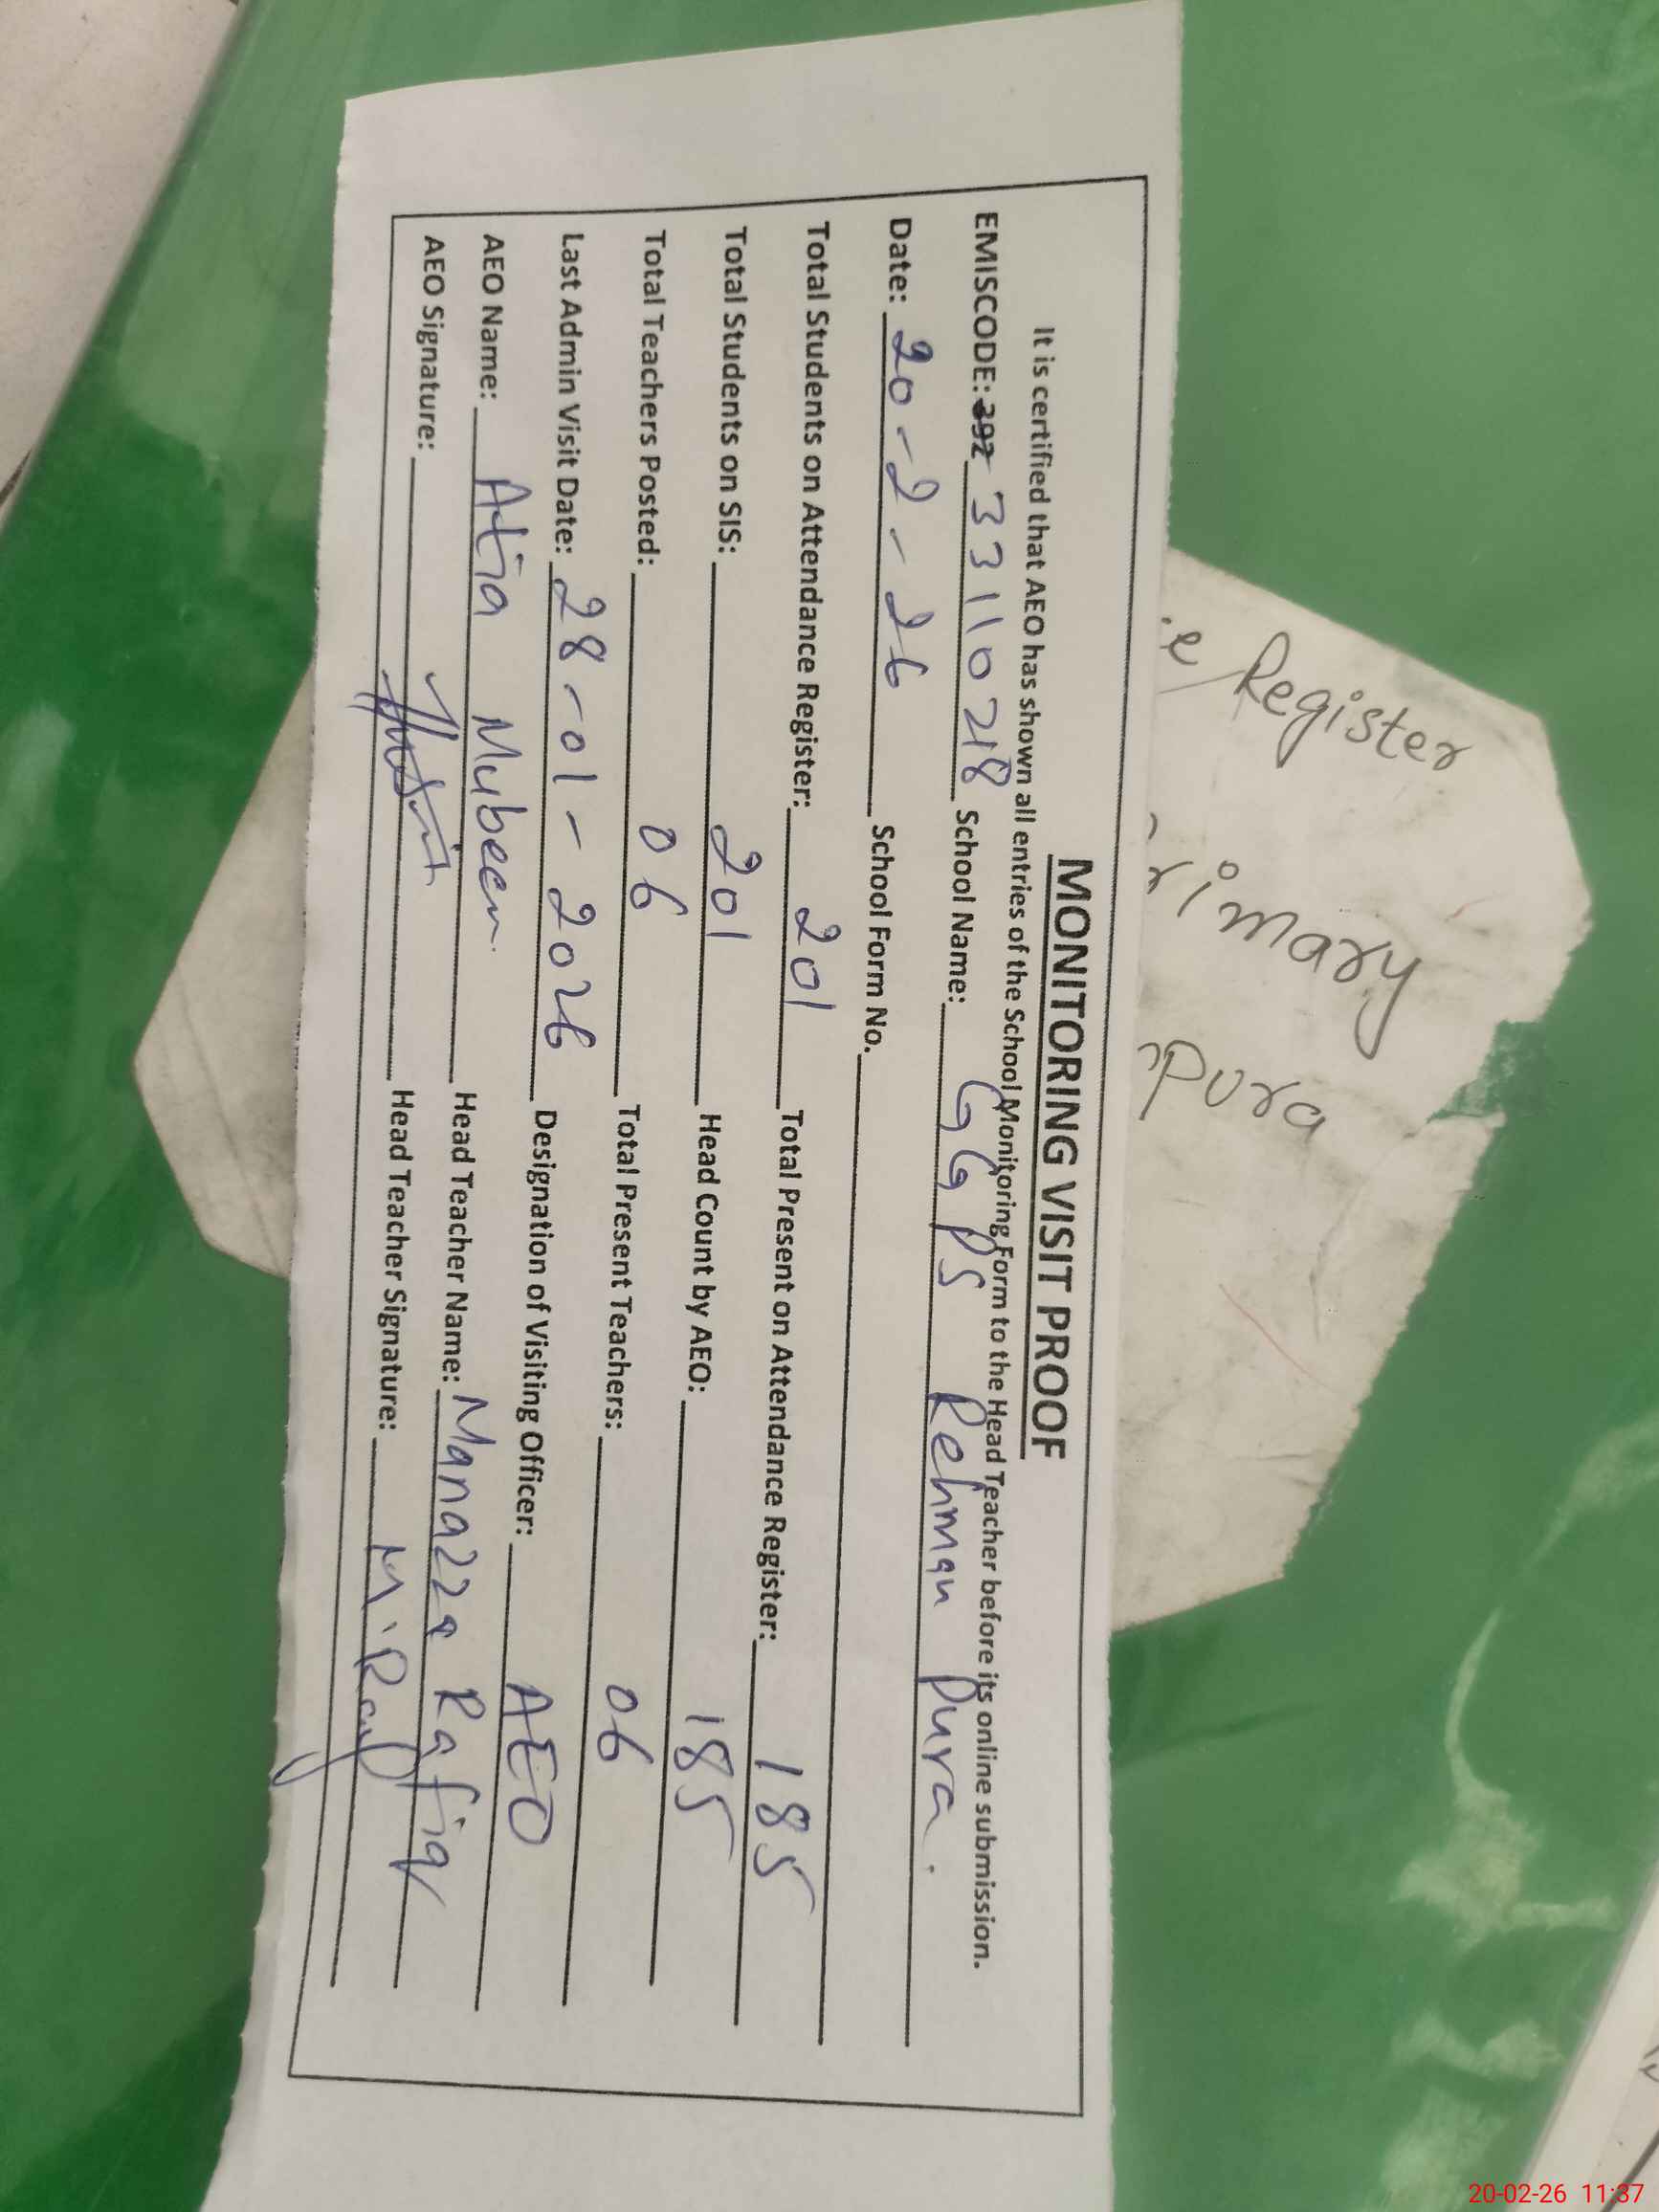 MONITORING VISIT PROOF
It is certified that AEO has shown all entries of the School Monitoring Form to the Head Teacher before its online submission.
EMISCODE: 392 33110218 School Name: GGPS Rehman Pura.
Date: 20-2-26 School Form No.
Total Students on Attendance Register: 201 Total Present on Attendance Register: 185
Total Students on SIS: 201 Head Count by AEO: 185
Total Teachers Posted: 06 Total Present Teachers: 06
Last Admin Visit Date: 28-01-2026 Designation of Visiting Officer: AEO
AEO Name: Atia Mubeen. Head Teacher Name: Manazza Rafiq
AEO Signature: Head Teacher Signature: M.Raf
e Register
rimary
pura
20-02-26 11:37